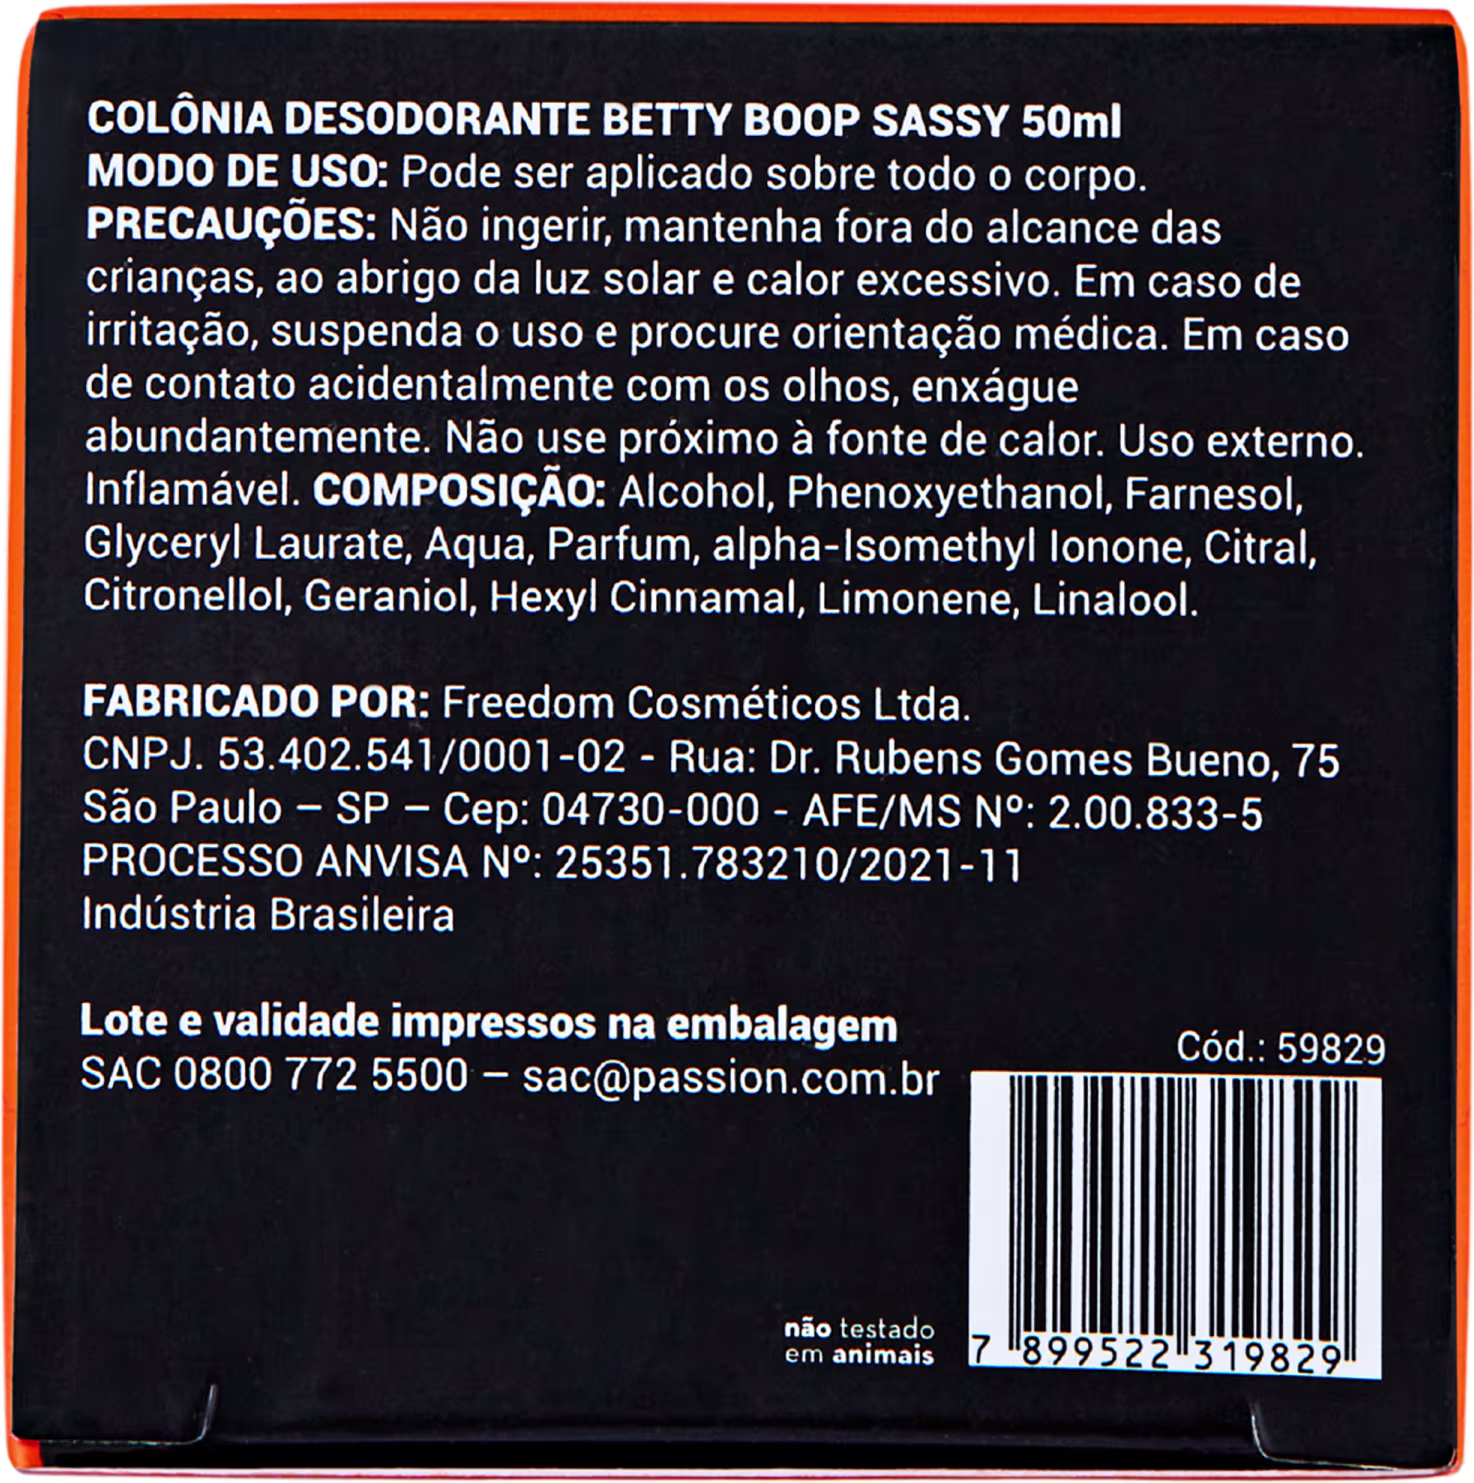 COLÔNIA DESODORANTE BETTY BOOP SASSY 50ml
MODO DE USO: Pode ser aplicado sobre todo o corpo.
PRECAUÇÕES: Não ingerir, mantenha fora do alcance das
crianças, ao abrigo da luz solar e calor excessivo. Em caso de
irritação, suspenda o uso e procure orientação médica. Em caso
de contato acidentalmente com os olhos, enxágue
abundantemente. Não use próximo à fonte de calor. Uso externo.
Inflamável. COMPOSIÇÃO: Alcohol, Phenoxyethanol, Farnesol,
Glyceryl Laurate, Aqua, Parfum, alpha-Isomethyl Ionone, Citral,
Citronellol, Geraniol, Hexyl Cinnamal, Limonene, Linalool.
FABRICADO POR: Freedom Cosméticos Ltda.
CNPJ. 53.402.541/0001-02 - Rua: Dr. Rubens Gomes Bueno, 75
São Paulo – SP – Cep: 04730-000 - AFE/MS Nº: 2.00.833-5
PROCESSO ANVISA Nº: 25351.783210/2021-11
Indústria Brasileira
Lote e validade impressos na embalagem
SAC 0800 772 5500 – sac@passion.com.br
Cód.: 59829
não testado
em animais
7 899522 319829